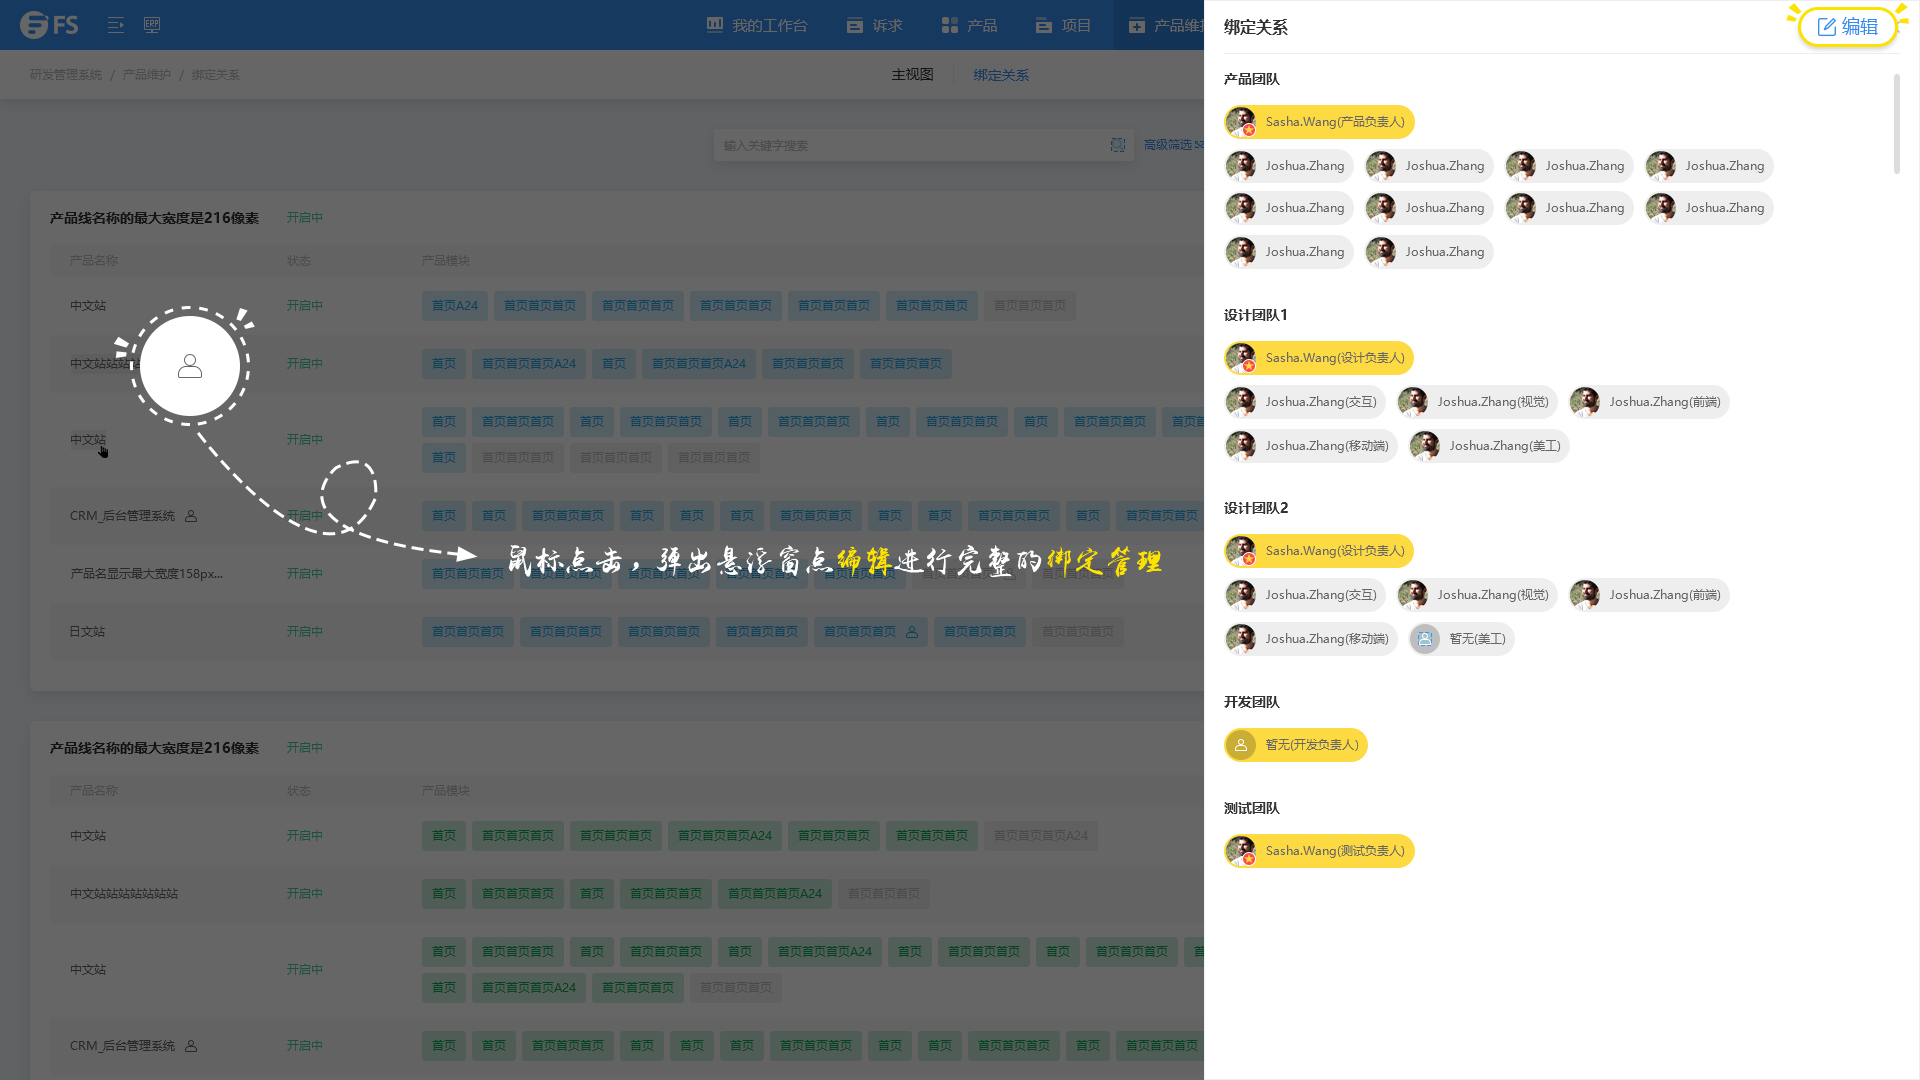 FS
ERP
我的工作台 诉求 产品 项目 产品维
研发管理系统 / 产品维护 / 绑定关系
主视图 绑定关系
输入关键字搜索 高级筛选
产品线名称的最大宽度是216像素 开启中
产品名称 状态 产品模块
中文站 开启中 首页A24 首页首页首页 首页首页首页 首页首页首页 首页首页首页 首页首页首页 首页首页首页
开启中 首页 首页首页首页A24 首页 首页首页首页A24 首页首页首页 首页首页首页
中文站 开启中 首页 首页首页首页 首页 首页首页首页 首页 首页首页首页 首页 首页首页首页 首页 首页首页首页
首页 首页首页首页 首页首页首页 首页首页首页
CRM_后台管理系统 开启中 首页 首页 首页首页首页 首页 首页 首页 首页首页首页 首页 首页 首页首页首页 首页 首页首页首页
鼠标点击，弹出悬浮窗点编辑进行完整的绑定管理
产品名显示最大宽度158px... 开启中 首页首页首页
日文站 开启中 首页首页首页 首页首页首页 首页首页首页 首页首页首页 首页首页首页 首页首页首页 首页首页首页
产品线名称的最大宽度是216像素 开启中
产品名称 状态 产品模块
中文站 开启中 首页 首页首页首页 首页首页首页 首页首页首页A24 首页首页首页 首页首页首页 首页首页首页A24
中文站站站站站站站 开启中 首页 首页首页首页 首页 首页首页首页 首页首页首页A24 首页首页首页
中文站 开启中 首页 首页首页首页 首页 首页首页首页 首页 首页首页首页A24 首页 首页首页首页 首页 首页首页首页
首页 首页首页首页A24 首页首页首页 首页首页首页
CRM_后台管理系统 开启中 首页 首页 首页首页首页 首页 首页 首页 首页首页首页 首页 首页 首页首页首页 首页 首页首页首页
绑定关系 编辑
产品团队
Sasha.Wang(产品负责人)
Joshua.Zhang Joshua.Zhang Joshua.Zhang Joshua.Zhang
Joshua.Zhang Joshua.Zhang Joshua.Zhang Joshua.Zhang
Joshua.Zhang Joshua.Zhang
设计团队1
Sasha.Wang(设计负责人)
Joshua.Zhang(交互) Joshua.Zhang(视觉) Joshua.Zhang(前端)
Joshua.Zhang(移动端) Joshua.Zhang(美工)
设计团队2
Sasha.Wang(设计负责人)
Joshua.Zhang(交互) Joshua.Zhang(视觉) Joshua.Zhang(前端)
Joshua.Zhang(移动端) 暂无(美工)
开发团队
暂无(开发负责人)
测试团队
Sasha.Wang(测试负责人)